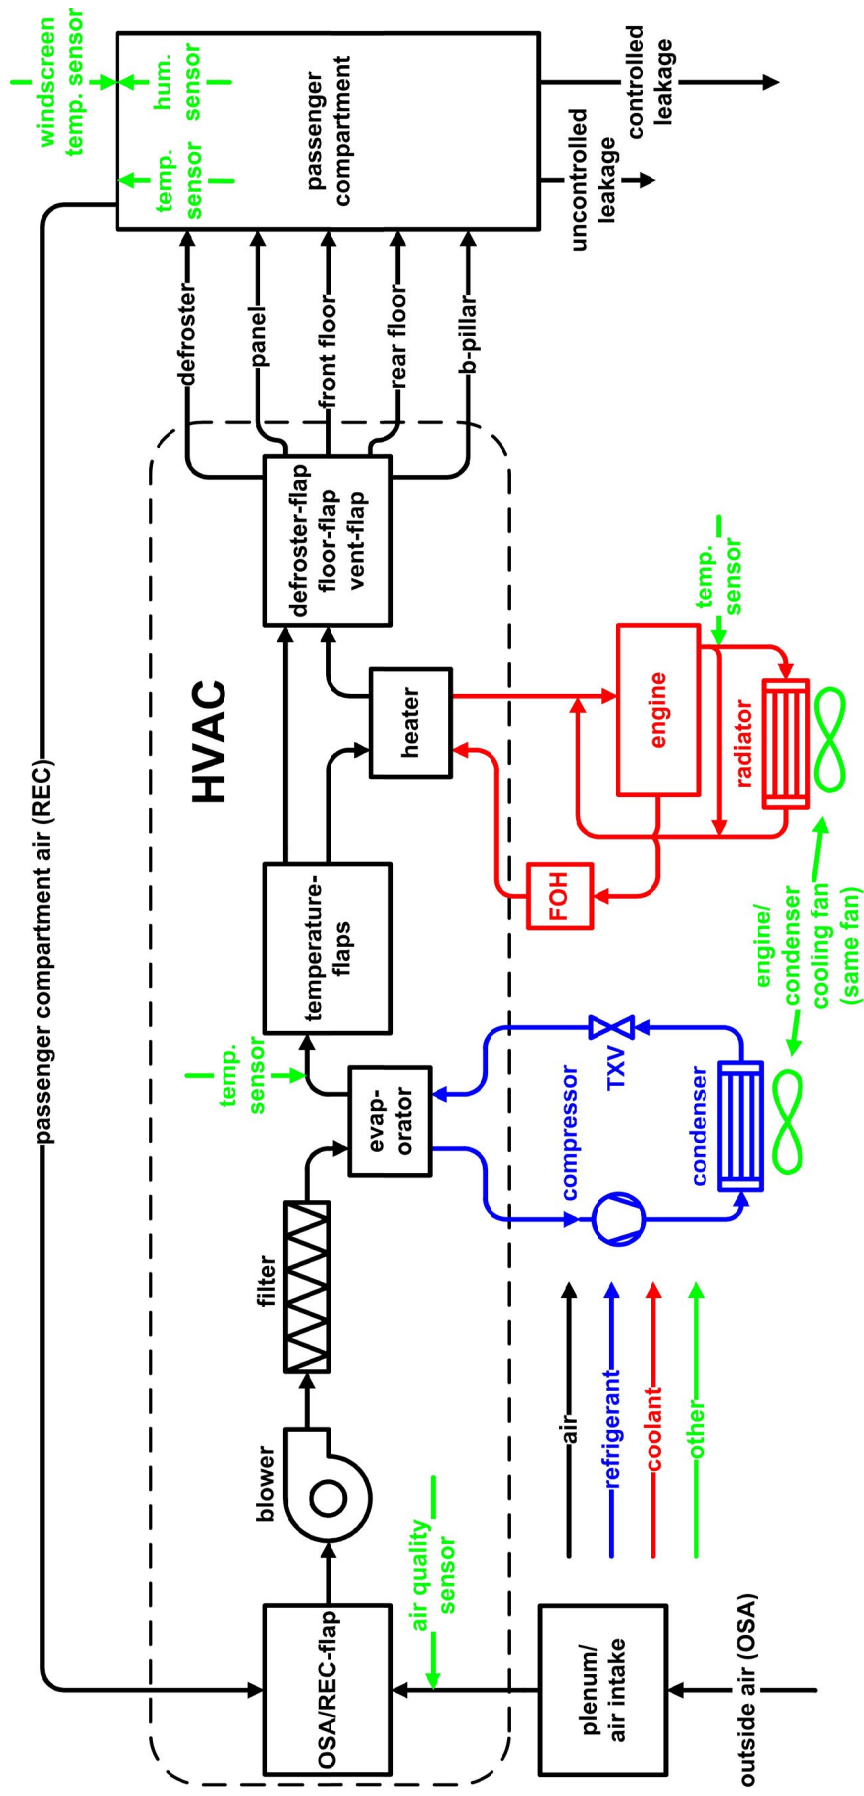 passenger compartment air (REC)
windscreen
temp. sensor
hum.
sensor
temp.
sensor
passenger
compartment
uncontrolled
leakage
controlled
leakage
defroster
panel
front floor
rear floor
b-pillar
HVAC
defroster-flap
floor-flap
vent-flap
heater
temperature-
flaps
temp.
sensor
evap-
orator
filter
blower
OSA/REC-flap
air quality
sensor
plenum/
air intake
outside air (OSA)
air
refrigerant
coolant
other
compressor
TXV
condenser
engine/
condenser
cooling fan
(same fan)
FOH
engine
radiator
temp.
sensor